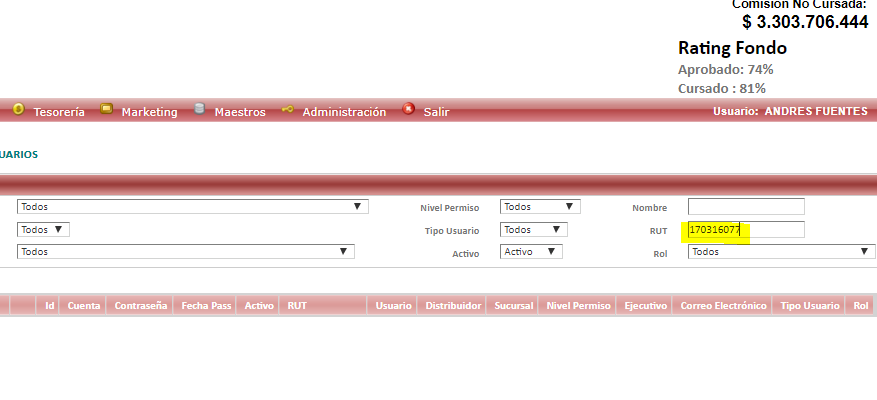 Comisión No Cursada:
$ 3.303.706.444
Rating Fondo
Aprobado: 74%
Cursado : 81%
Tesorería Marketing Maestros Administración Salir Usuario: ANDRES FUENTES
UARIOS
Todos Nivel Permiso Todos Nombre
Todos Tipo Usuario Todos RUT 170316077
Todos Activo Activo Rol Todos
Id Cuenta Contraseña Fecha Pass Activo RUT Usuario Distribuidor Sucursal Nivel Permiso Ejecutivo Correo Electrónico Tipo Usuario Rol